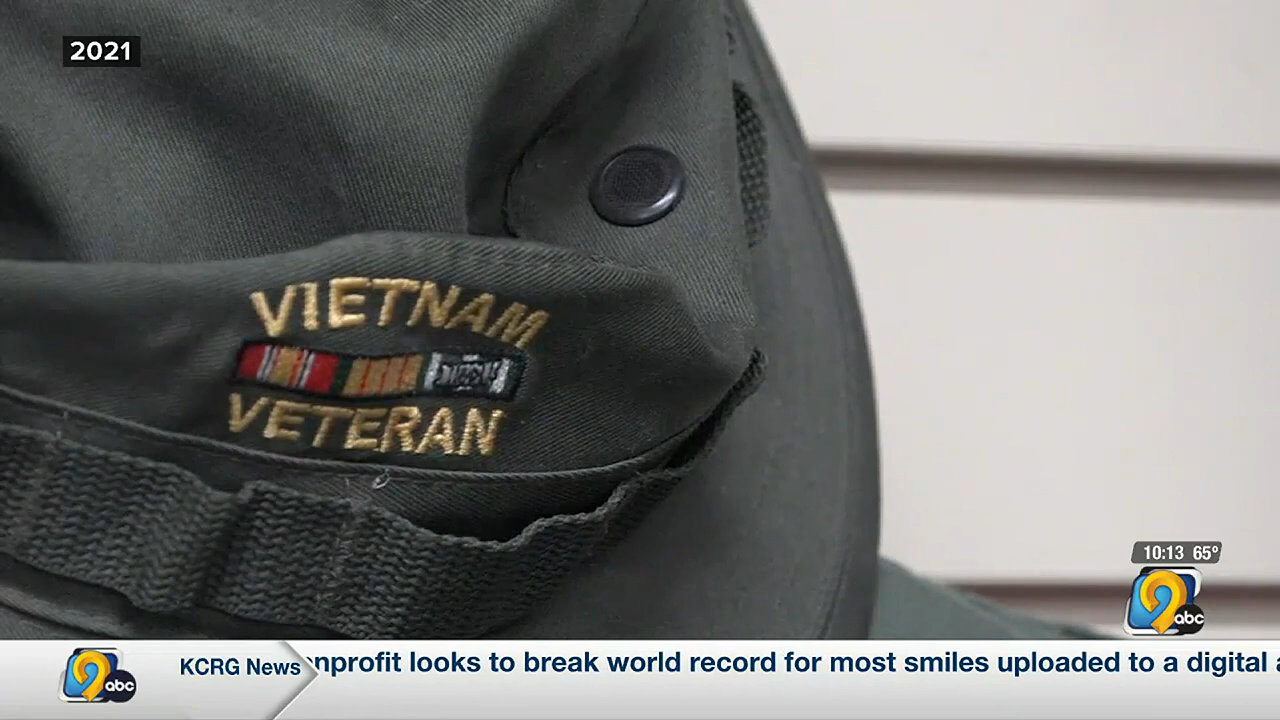 2021
VIETNAM
VETERAN
10:13 65°
9 abc
9 abc
KCRG News
nprofit looks to break world record for most smiles uploaded to a digital